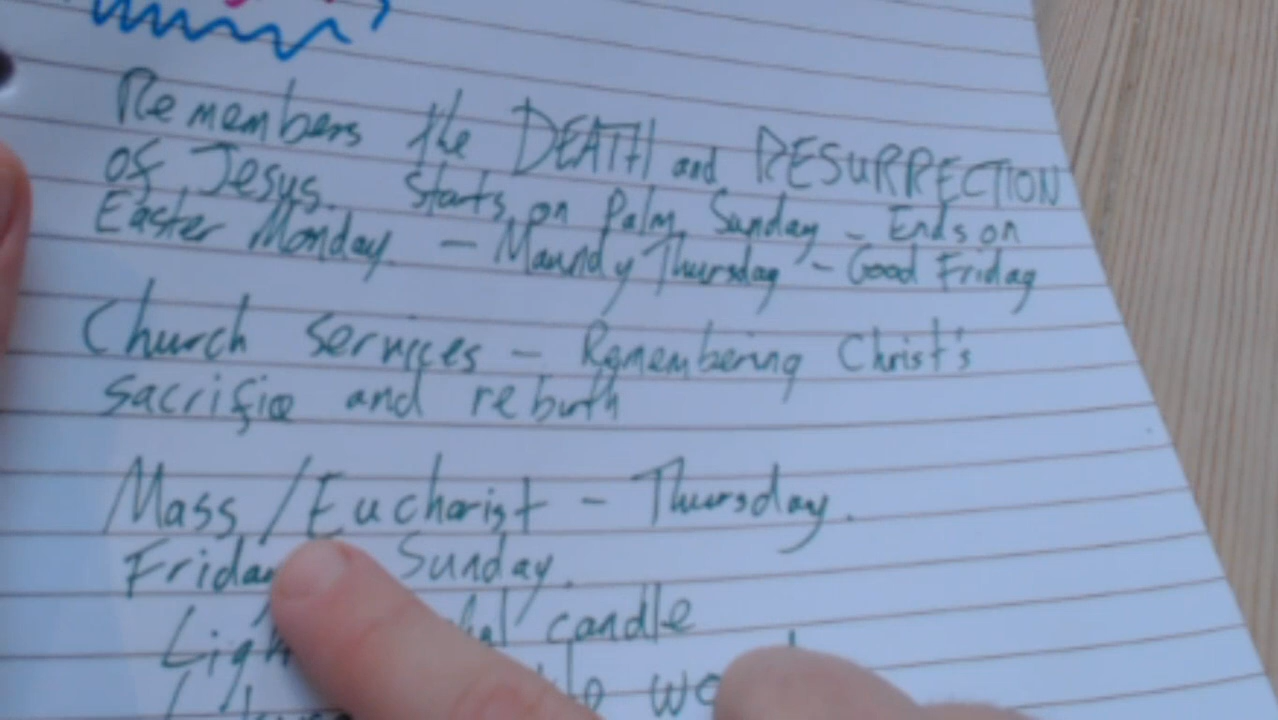 Remembers the DEATH and RESURRECTION
of Jesus. Starts on Palm Sunday - Ends on
Easter Monday. - Maundy Thursday - Good Friday
Church services - Remembering Christ's
sacrifice and rebirth
Mass/Eucharist - Thursday.
Friday Sunday.
candle